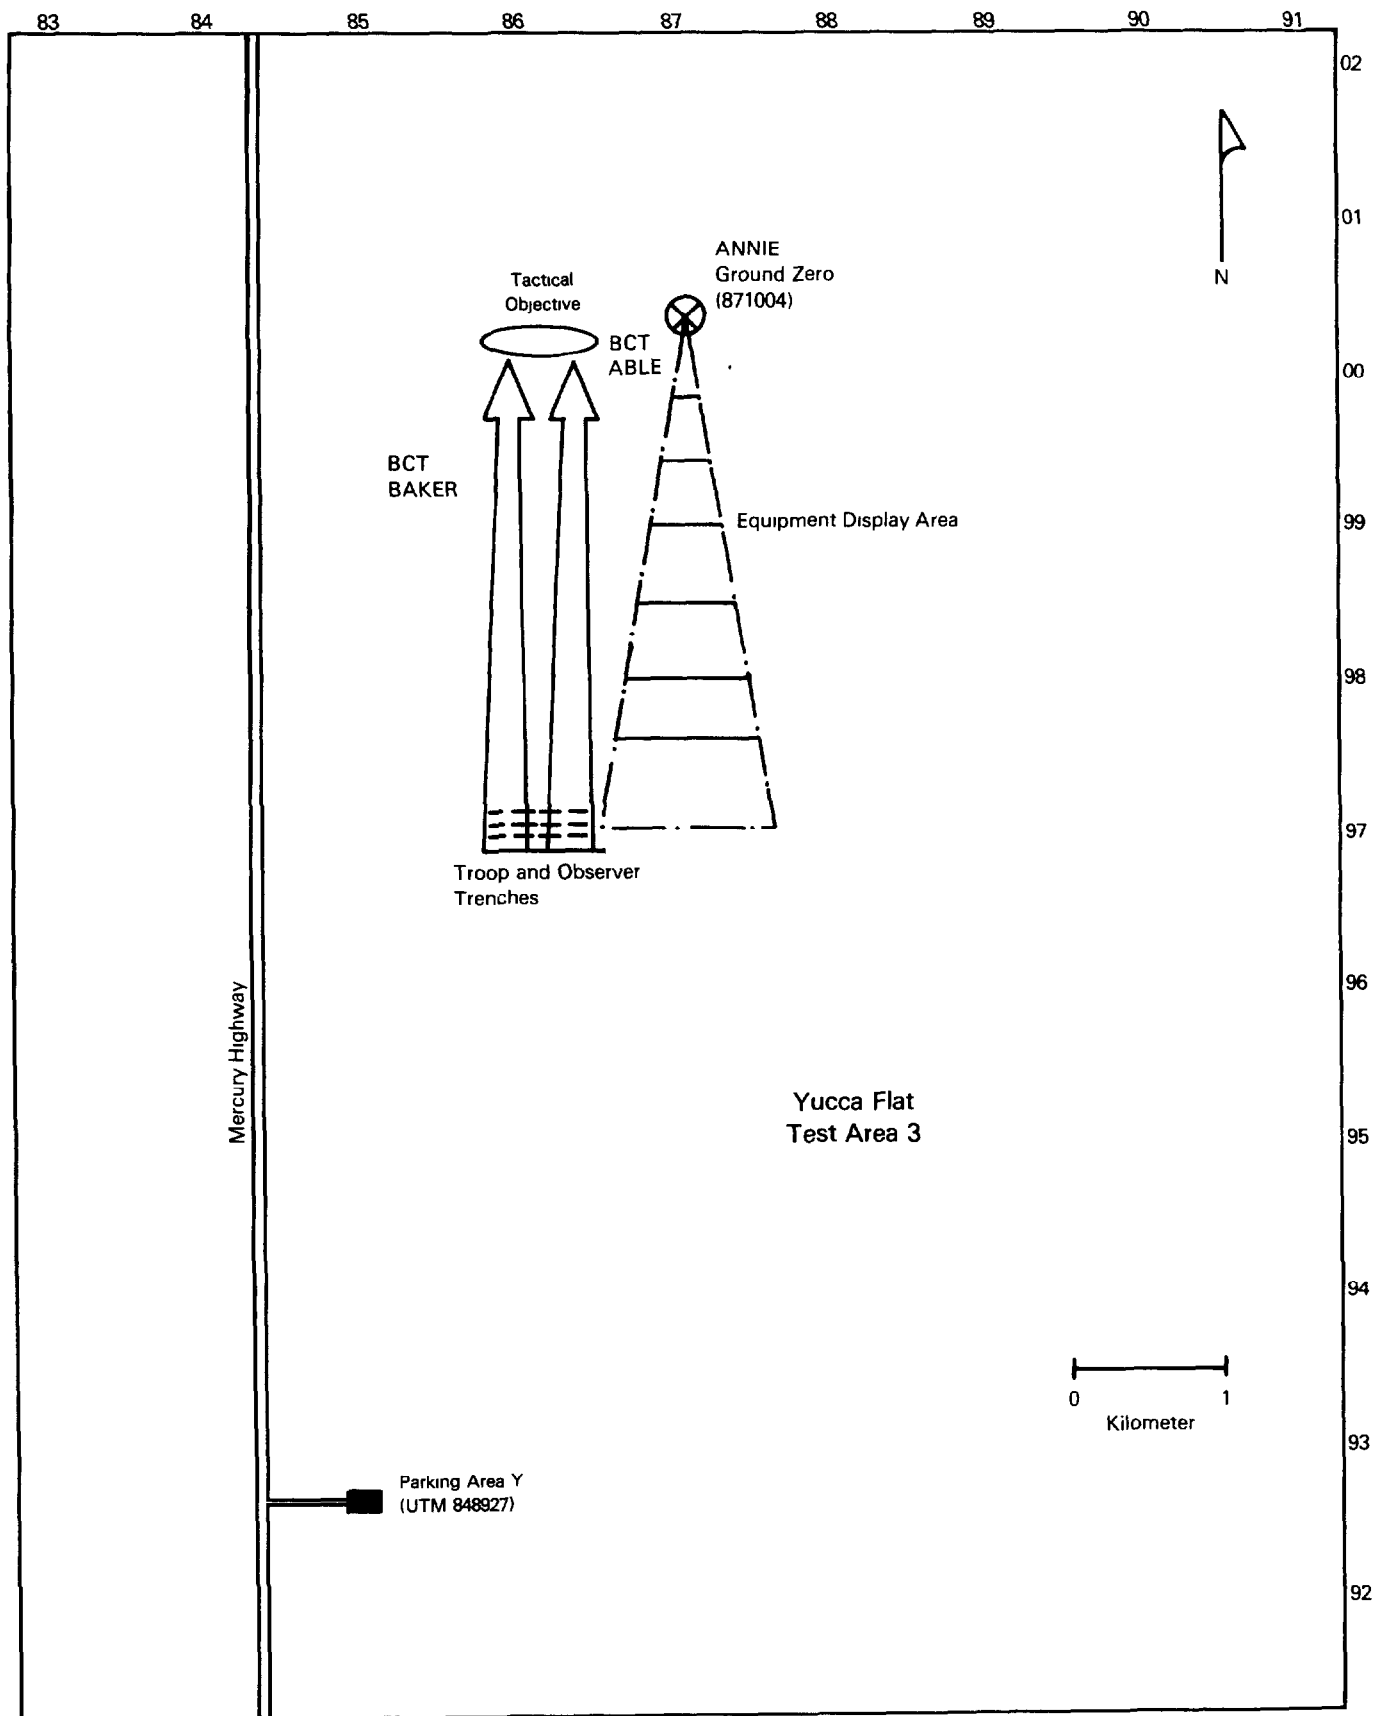 83 84 85 86 87 88 89 90 91
02
N
01
ANNIE
Ground Zero
(871004)
Tactical
Objective
BCT
ABLE
00
BCT
BAKER
Equipment Display Area
99
98
97
Troop and Observer
Trenches
96
Mercury Highway
Yucca Flat
Test Area 3
95
94
0 1
Kilometer
93
Parking Area Y
(UTM 848927)
92